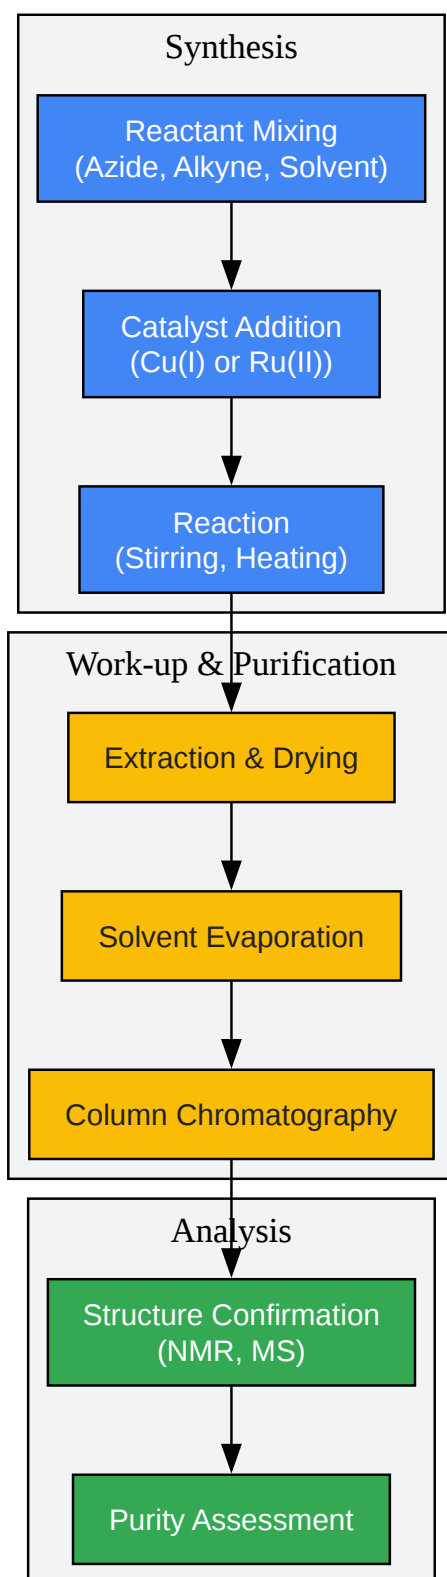 Synthesis
Reactant Mixing
(Azide, Alkyne, Solvent)
Catalyst Addition
(Cu(I) or Ru(II))
Reaction
(Stirring, Heating)
Work-up & Purification
Extraction & Drying
Solvent Evaporation
Column Chromatography
Analysis
Structure Confirmation
(NMR, MS)
Purity Assessment